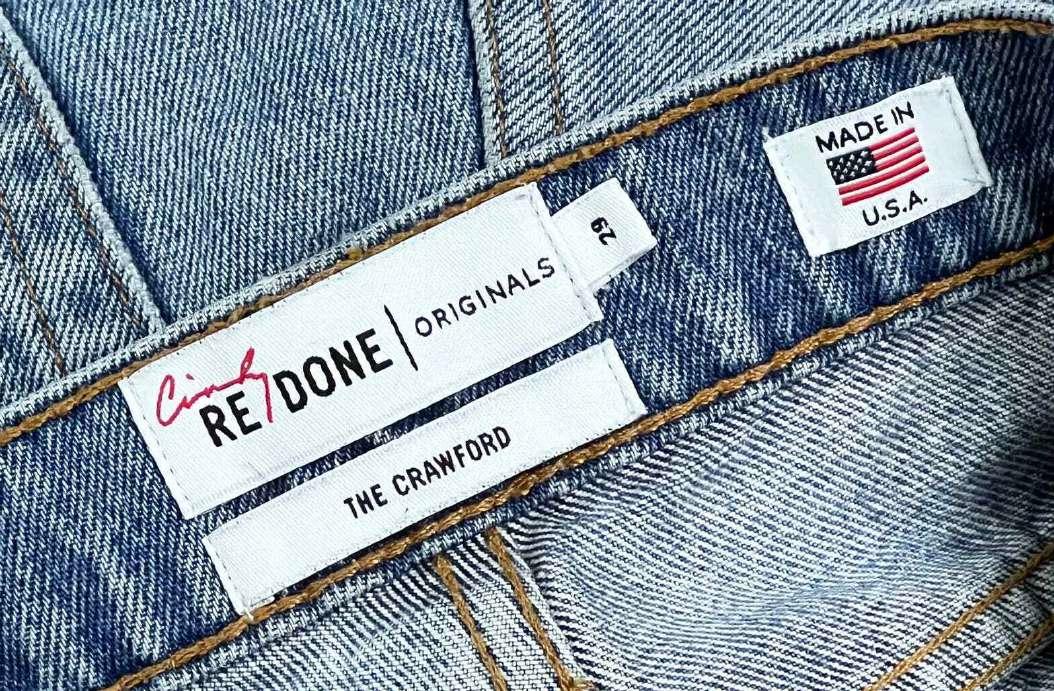 Cindy
RE/DONE | ORIGINALS
29
THE CRAWFORD
MADE IN
U.S.A.